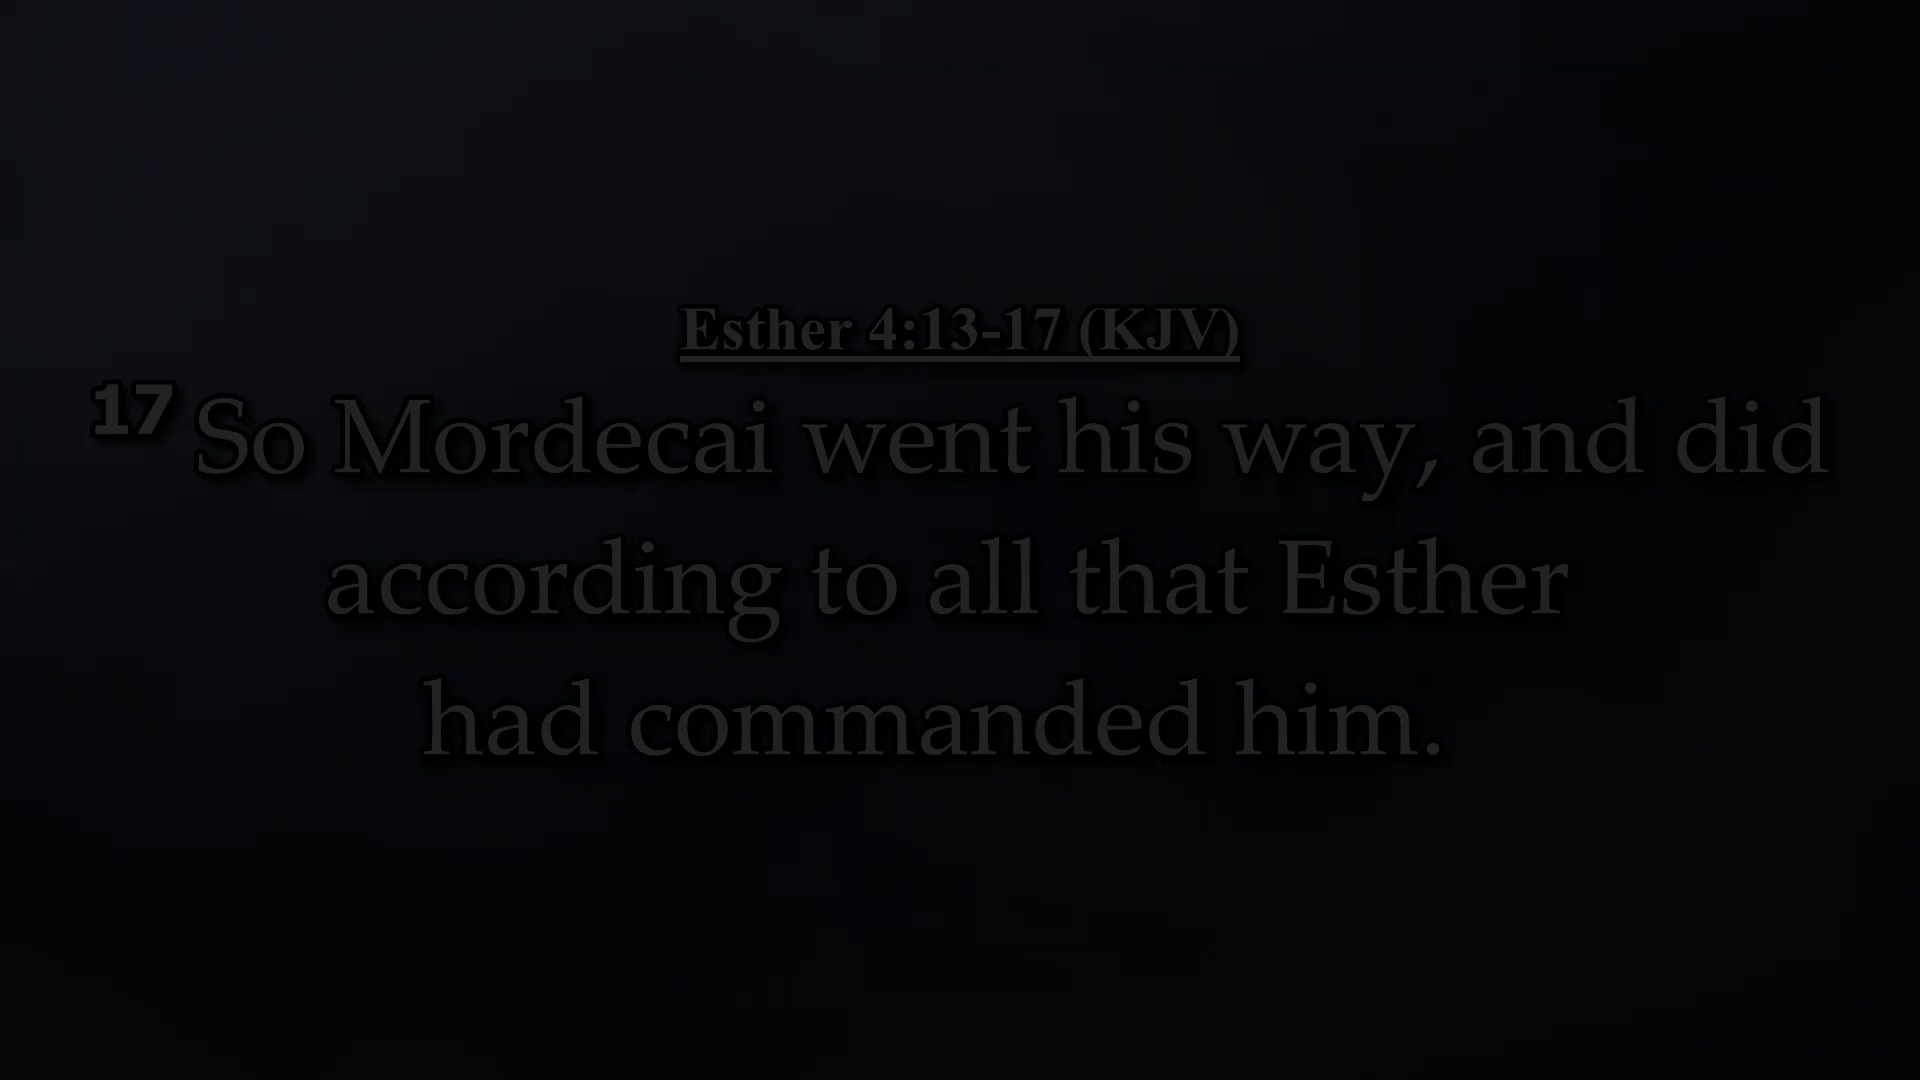 Esther 4:13-17 (KJV)
17 So Mordecai went his way, and did
according to all that Esther
had commanded him.